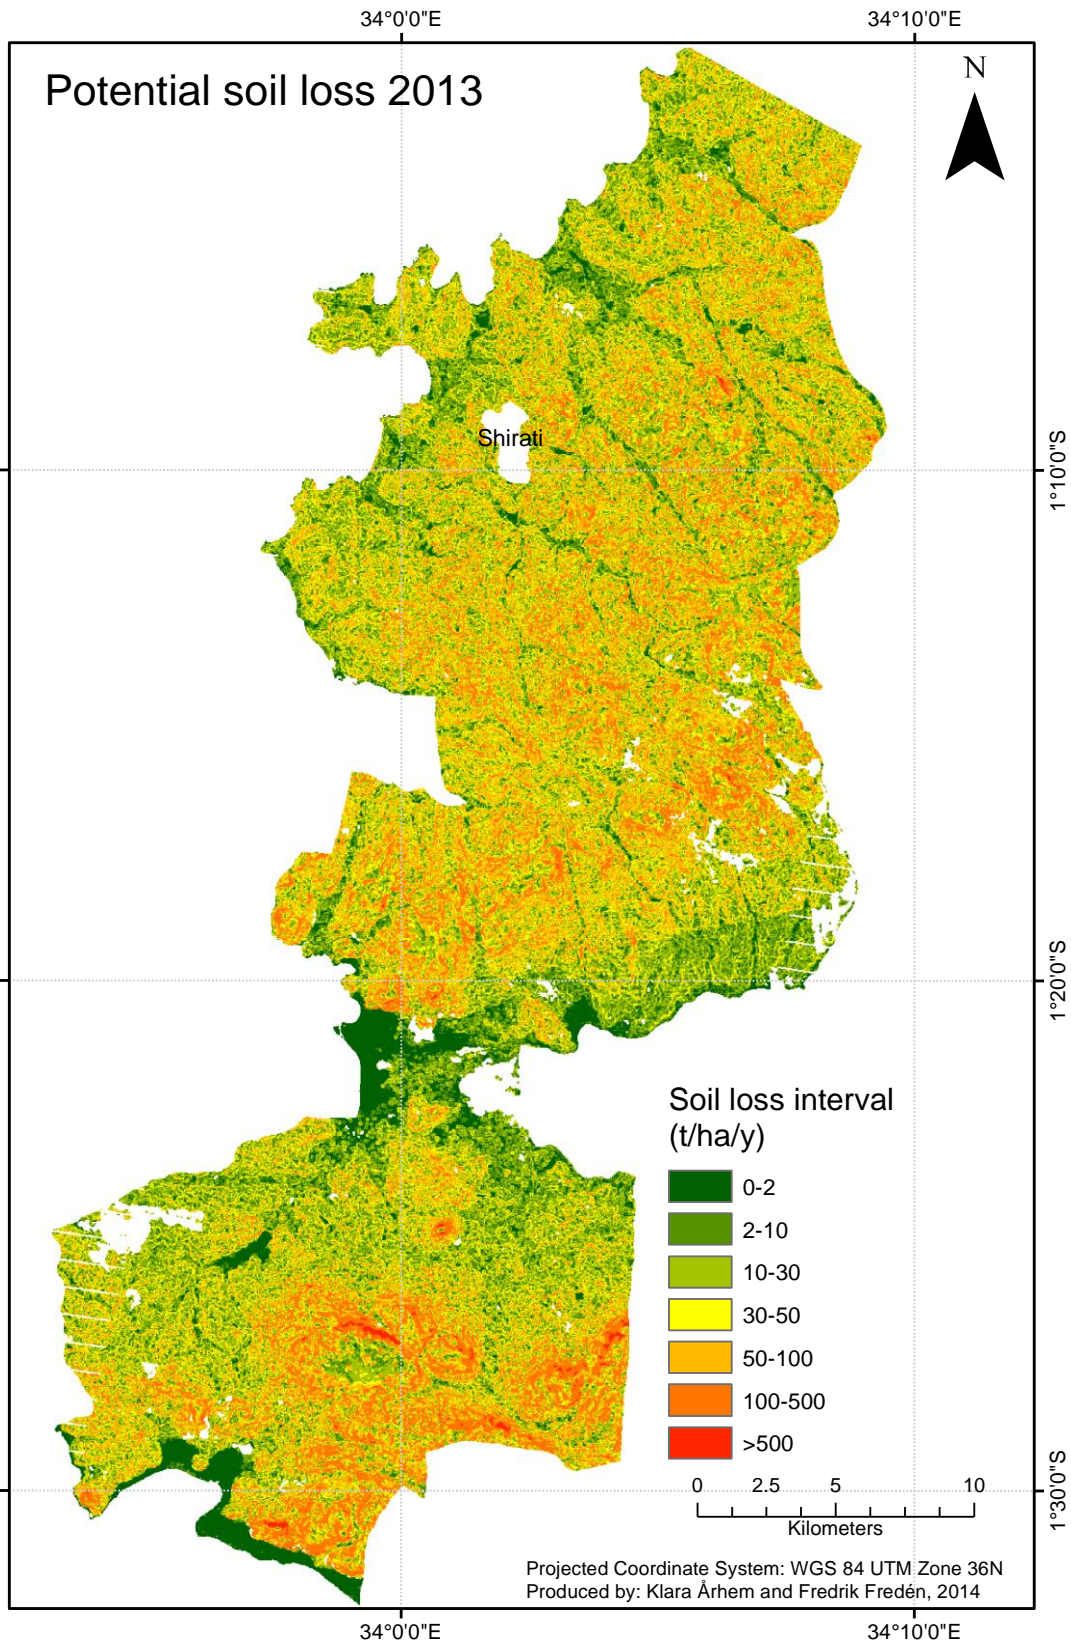 34°0'0"E
34°10'0"E
Potential soil loss 2013
N
Shirati
1°10'0"S
1°20'0"S
Soil loss interval
(t/ha/y)
0-2
2-10
10-30
30-50
50-100
100-500
>500
0 2.5 5 10
Kilometers
1°30'0"S
Projected Coordinate System: WGS 84 UTM Zone 36N
Produced by: Klara Århem and Fredrik Fredén, 2014
34°0'0"E
34°10'0"E